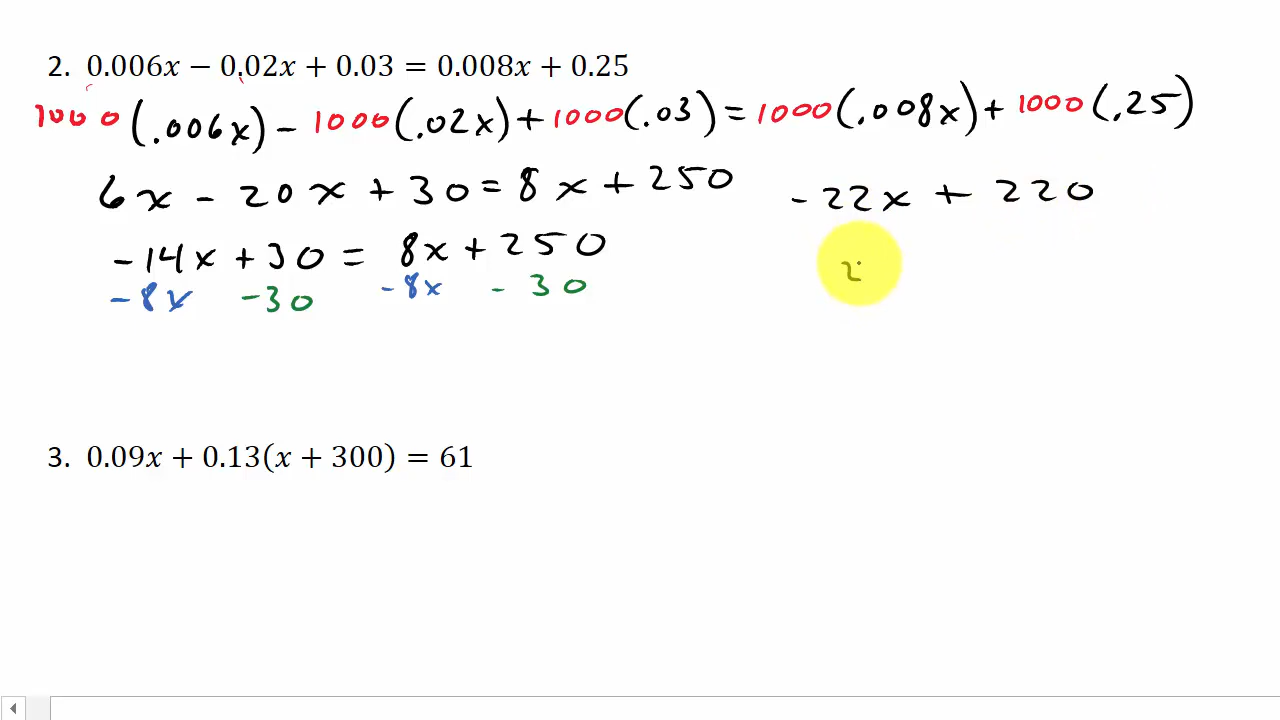 2. 0.006x − 0.02x + 0.03 = 0.008x + 0.25
1000 (.006x) - 1000 (.02x) + 1000 (.03) = 1000 (.008x) + 1000 (.25)
6x - 20x + 30 = 8x + 250
-14x + 30 = 8x + 250
-8x -30 -8x - 30
-22x + 220
3. 0.09x + 0.13(x + 300) = 61